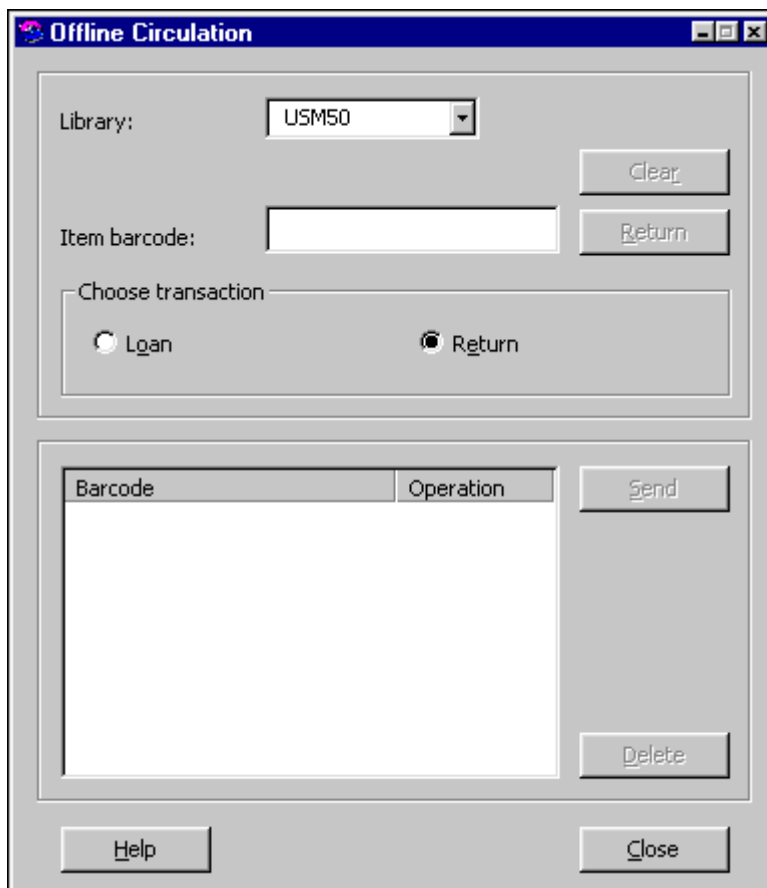 Offline Circulation
Library:
USM50
Clear
Item barcode:
Return
Choose transaction
Loan
Return
Barcode
Operation
Send
Delete
Help
Close